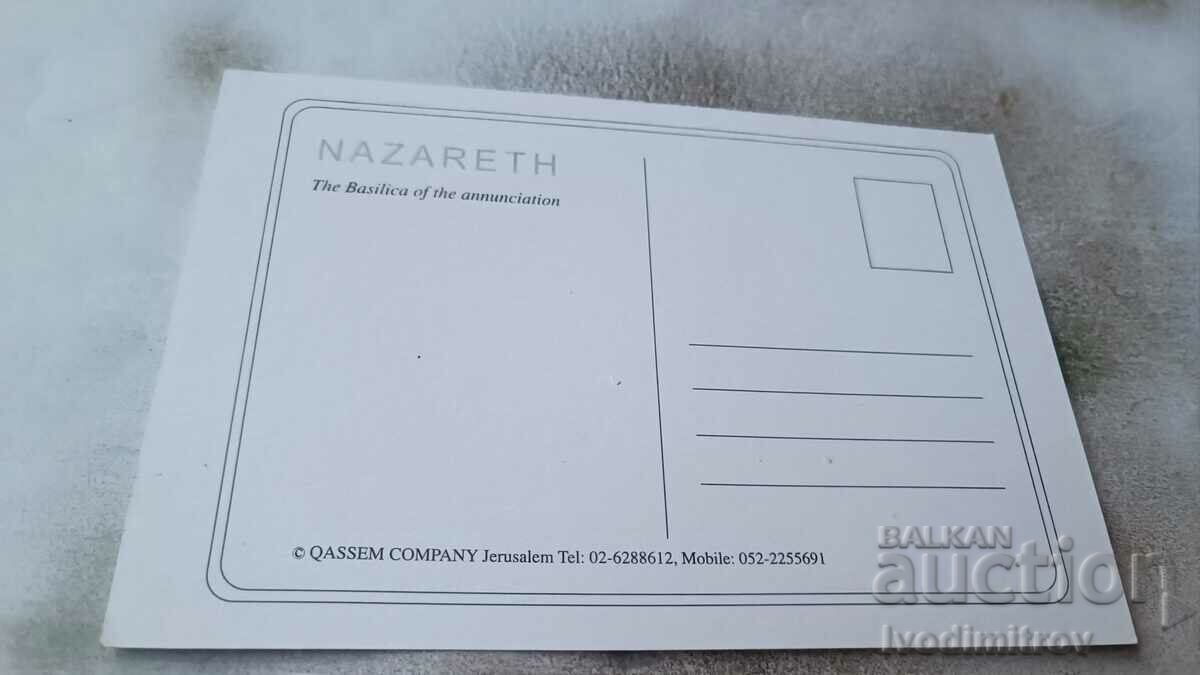 NAZARETH
The Basilica of the annunciation
© QASSEM COMPANY Jerusalem Tel: 02-6288612, Mobile: 052-2255691
BALKAN
auction
Ivodimitrov